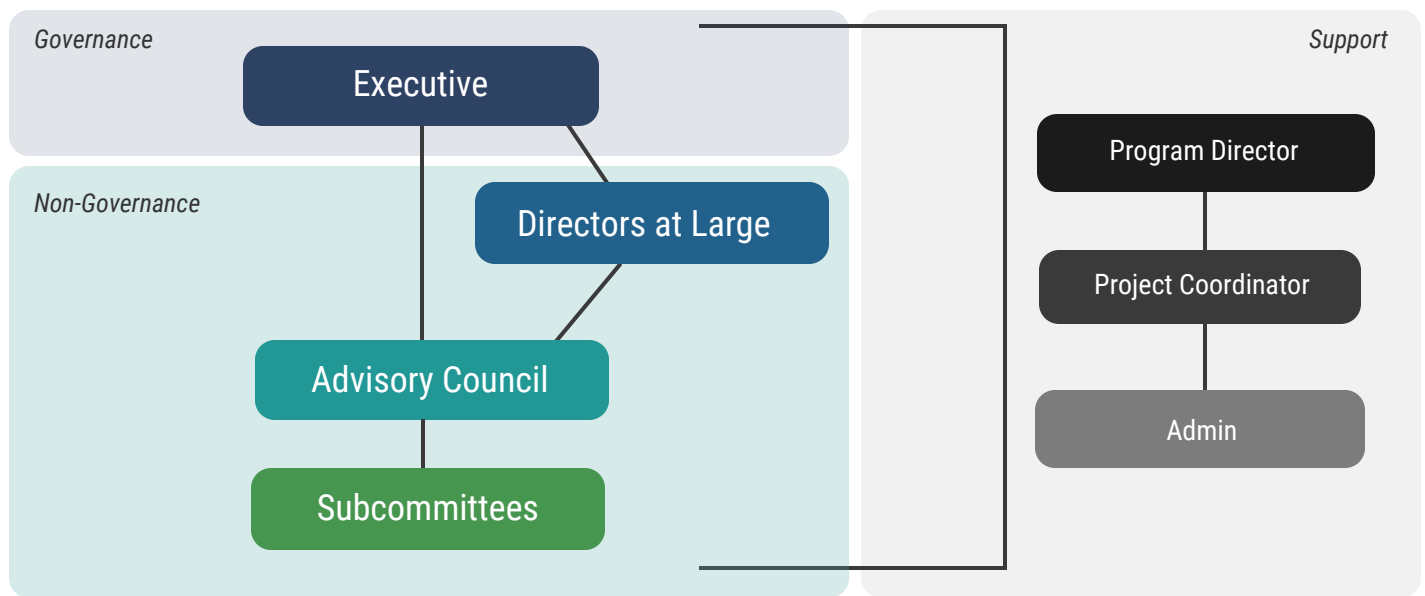 Governance
Executive
Non-Governance
Directors at Large
Advisory Council
Subcommittees
Support
Program Director
Project Coordinator
Admin